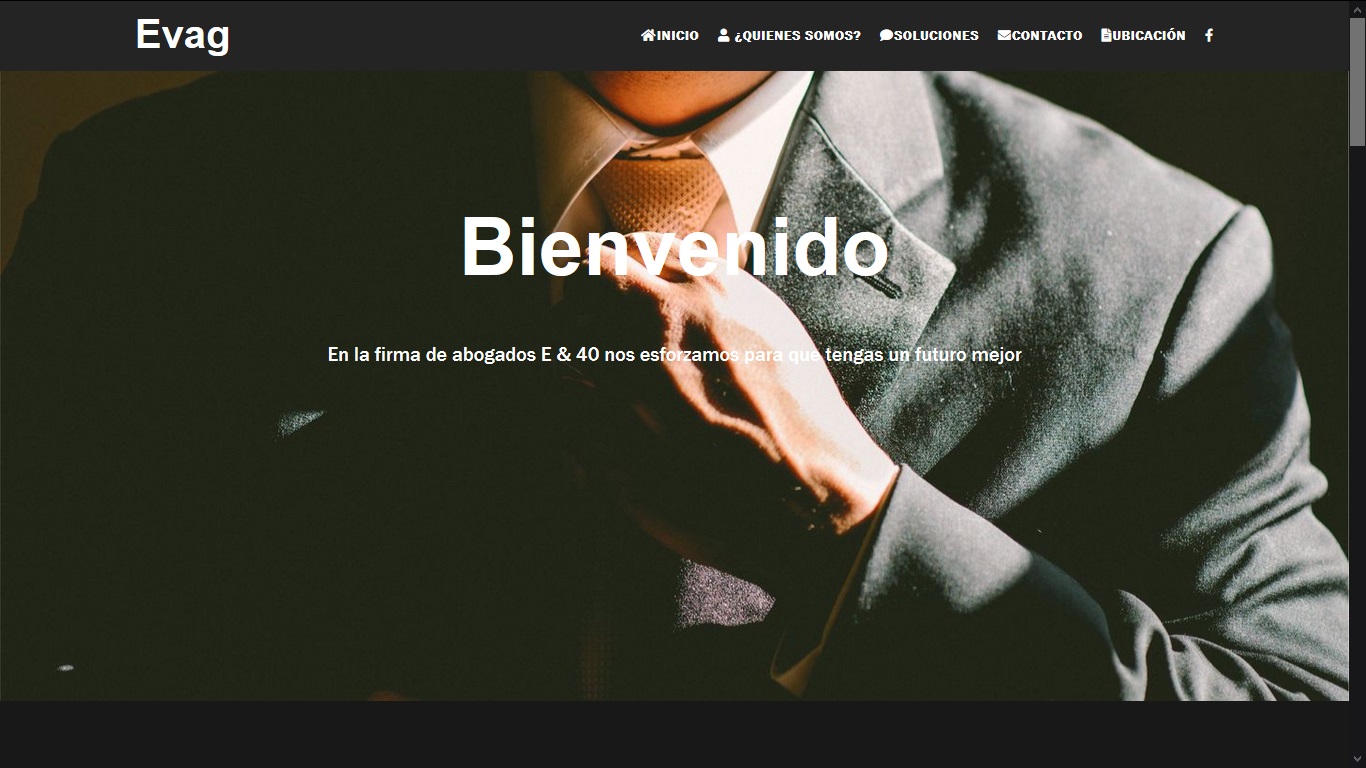 Evag
INICIO ¿QUIENES SOMOS? SOLUCIONES CONTACTO UBICACIÓN f
Bienvenido
En la firma de abogados E & 40 nos esforzamos para que tengas un futuro mejor